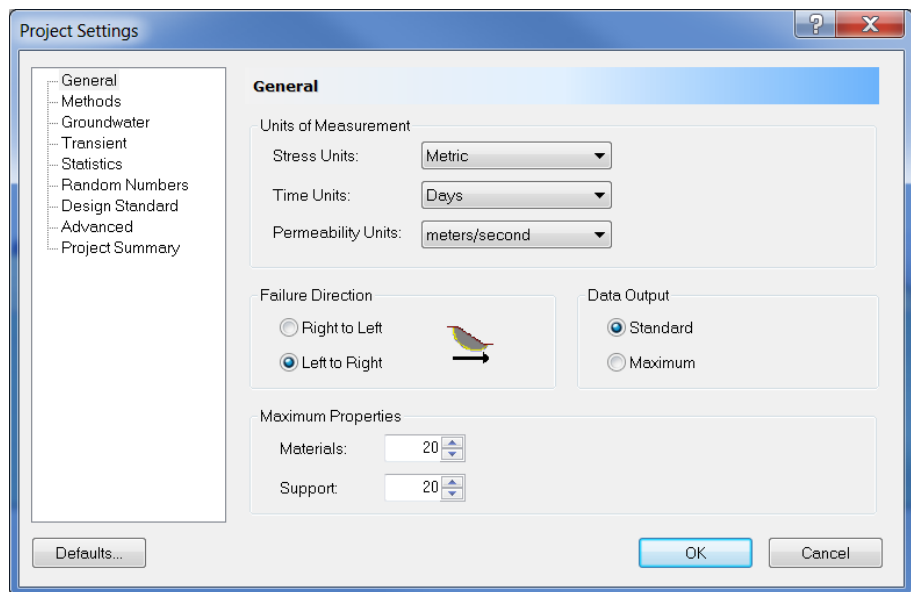 Project Settings
General
Methods
Groundwater
Transient
Statistics
Random Numbers
Design Standard
Advanced
Project Summary
General
Units of Measurement
Stress Units: Metric
Time Units: Days
Permeability Units: meters/second
Failure Direction
Right to Left
Left to Right
Data Output
Standard
Maximum
Maximum Properties
Materials: 20
Support: 20
Defaults...
OK
Cancel